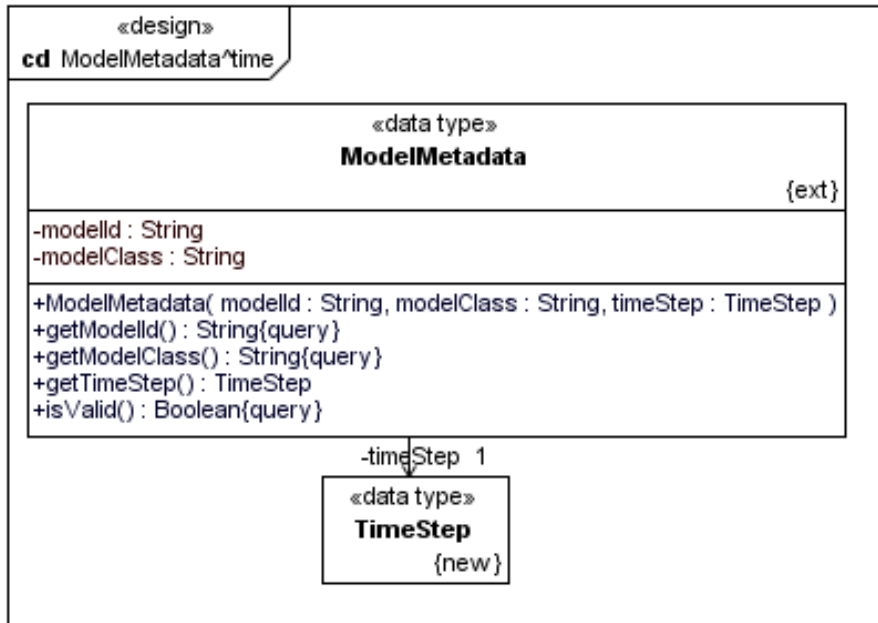 «design»
cd ModelMetadata^time
«data type»
ModelMetadata
{ext}
-modelId : String
-modelClass : String
+ModelMetadata( modelId : String, modelClass : String, timeStep : TimeStep )
+getModelId() : String{query}
+getModelClass() : String{query}
+getTimeStep() : TimeStep
+isValid() : Boolean{query}
-timeStep 1
«data type»
TimeStep
{new}